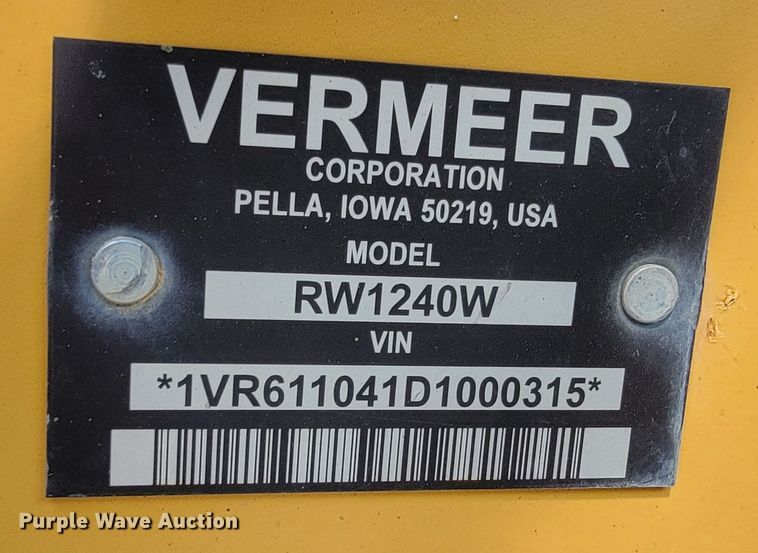 VERMEER
CORPORATION
PELLA, IOWA 50219, USA
MODEL
RW1240W
VIN
*1VR611041D1000315*
Purple Wave Auction